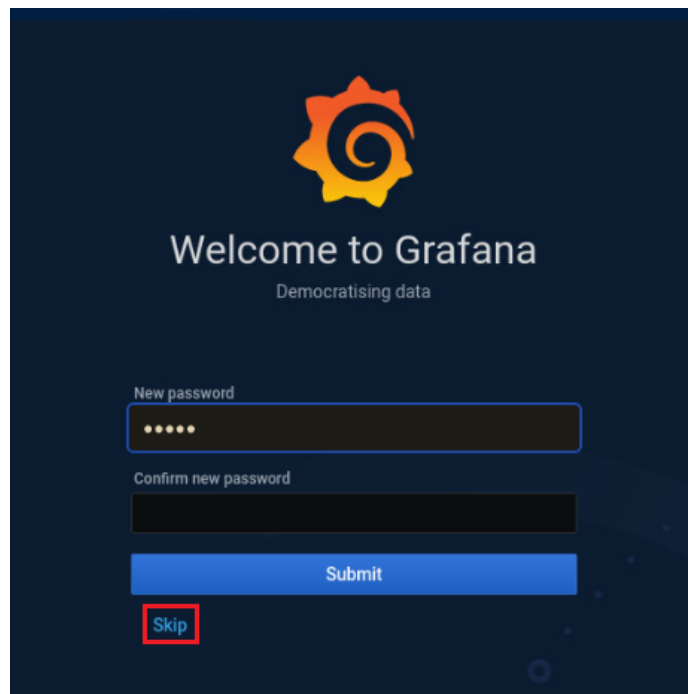 Welcome to Grafana
Democratising data
New password
•••••
Confirm new password
Submit
Skip